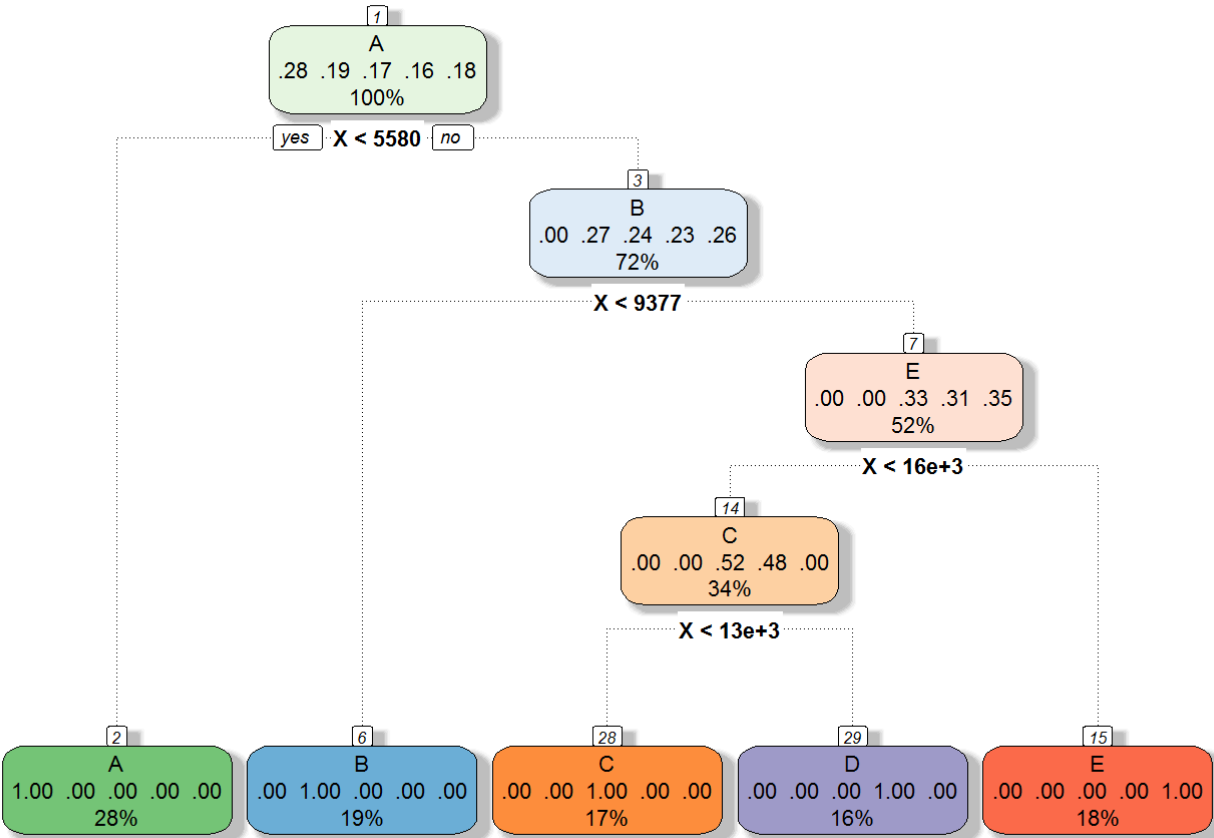 1
A
.28 .19 .17 .16 .18
100%
yes X < 5580 no
3
B
.00 .27 .24 .23 .26
72%
X < 9377
7
E
.00 .00 .33 .31 .35
52%
X < 16e+3
14
C
.00 .00 .52 .48 .00
34%
X < 13e+3
2
A
1.00 .00 .00 .00 .00
28%
6
B
.00 1.00 .00 .00 .00
19%
28
C
.00 .00 1.00 .00 .00
17%
29
D
.00 .00 .00 1.00 .00
16%
15
E
.00 .00 .00 .00 1.00
18%